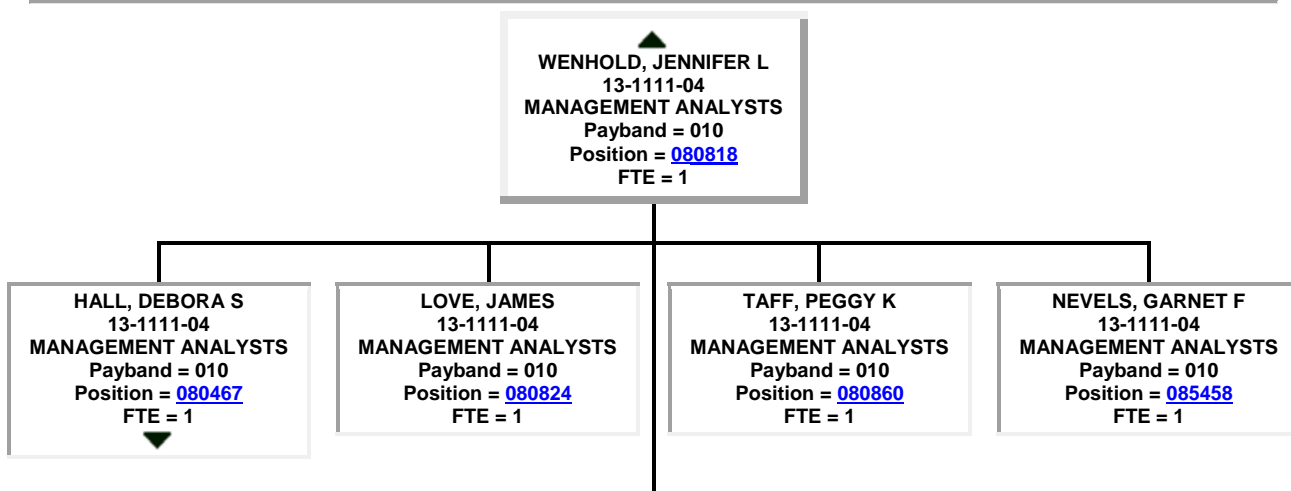 WENHOLD, JENNIFER L
13-1111-04
MANAGEMENT ANALYSTS
Payband = 010
Position = 080818
FTE = 1
HALL, DEBORA S
13-1111-04
MANAGEMENT ANALYSTS
Payband = 010
Position = 080467
FTE = 1
LOVE, JAMES
13-1111-04
MANAGEMENT ANALYSTS
Payband = 010
Position = 080824
FTE = 1
TAFF, PEGGY K
13-1111-04
MANAGEMENT ANALYSTS
Payband = 010
Position = 080860
FTE = 1
NEVELS, GARNET F
13-1111-04
MANAGEMENT ANALYSTS
Payband = 010
Position = 085458
FTE = 1